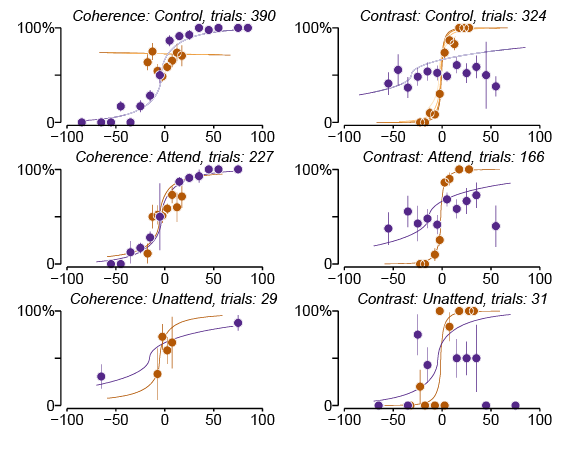 Coherence: Control, trials: 390
Contrast: Control, trials: 324
100%
100%
0
0
−100 −50 0 50 100
−100 −50 0 50 100
Coherence: Attend, trials: 227
Contrast: Attend, trials: 166
100%
100%
0
0
−100 −50 0 50 100
−100 −50 0 50 100
Coherence: Unattend, trials: 29
Contrast: Unattend, trials: 31
100%
100%
0
0
−100 −50 0 50 100
−100 −50 0 50 100